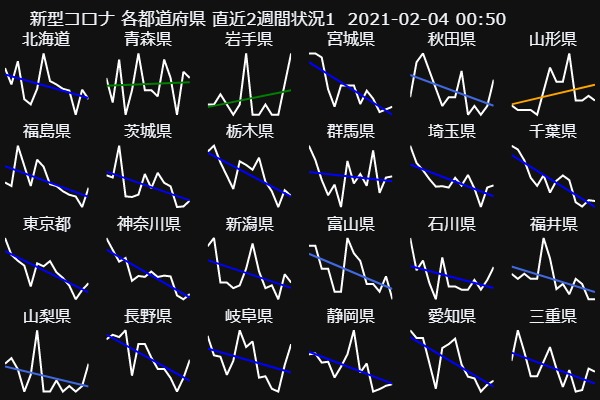 新型コロナ 各都道府県 直近2週間状況1 2021-02-04 00:50
北海道 青森県 岩手県 宮城県 秋田県 山形県
福島県 茨城県 栃木県 群馬県 埼玉県 千葉県
東京都 神奈川県 新潟県 富山県 石川県 福井県
山梨県 長野県 岐阜県 静岡県 愛知県 三重県